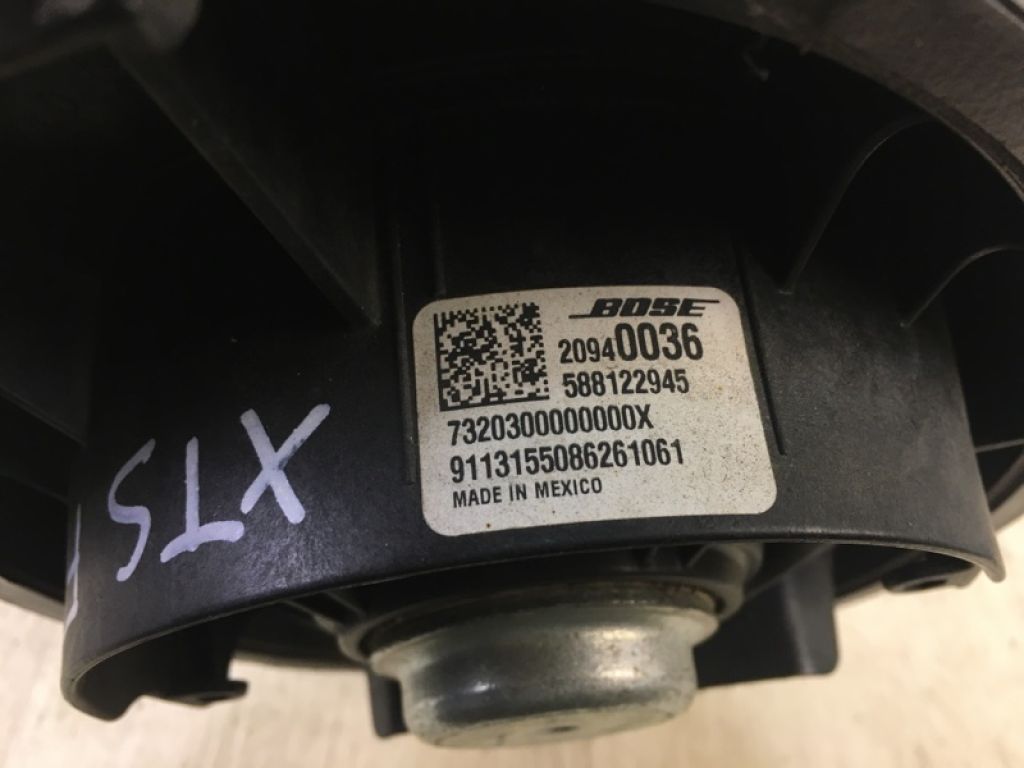 BOSE
20940036
588122945
7320300000000X
9113155086261061
MADE IN MEXICO
XTS